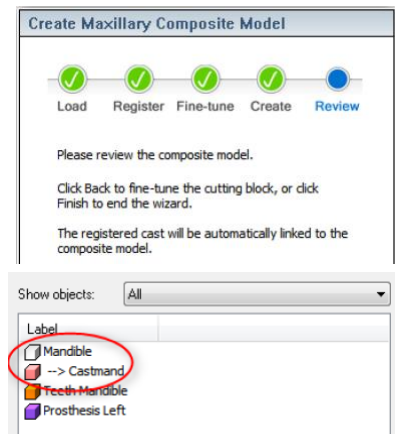 Create Maxillary Composite Model
Load Register Fine-tune Create Review
Please review the composite model.
Click Back to fine-tune the cutting block, or click
Finish to end the wizard.
The registered cast will be automatically linked to the
composite model.
Show objects: All
Label
Mandible
--> Castmand
Teeth Mandible
Prosthesis Left